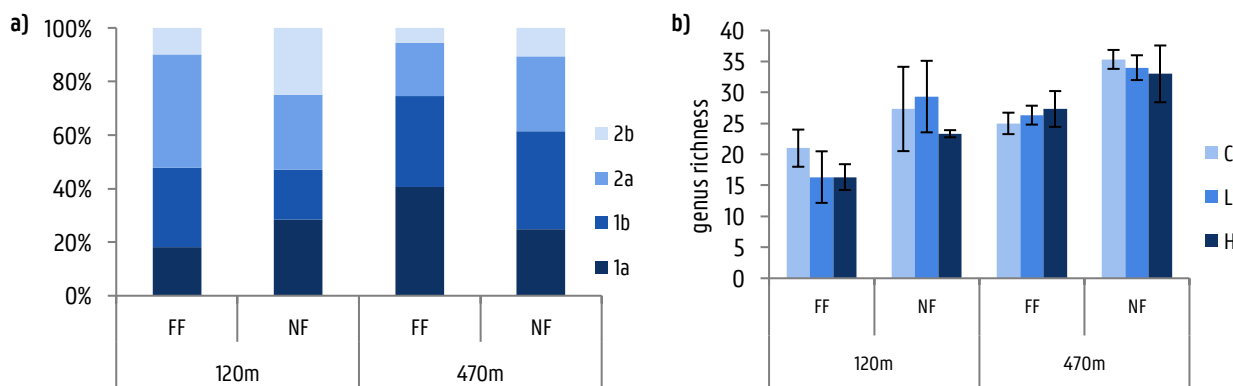 a)
100%
80%
60%
40%
20%
0%
FF NF FF NF
120m 470m
2b
2a
1b
1a
b)
genus richness
40
35
30
25
20
15
10
5
0
FF NF FF NF
120m 470m
C
L
H